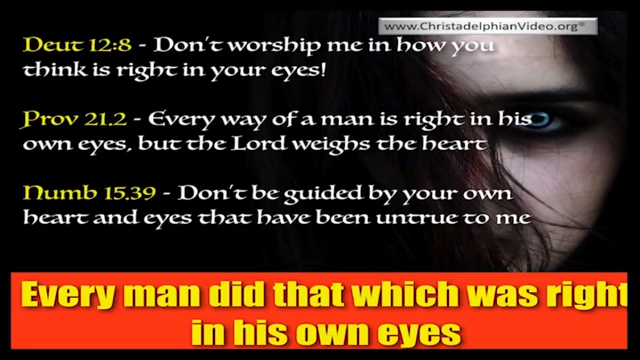 www.ChristadelphianVideo.org®
Deut 12:8 - Don't worship me in how you
think is right in your eyes!
Prov 21.2 - Every way of a man is right in his
own eyes, but the Lord weighs the heart
Numb 15.39 - Don't be guided by your own
heart and eyes that have been untrue to me
Every man did that which was right
in his own eyes